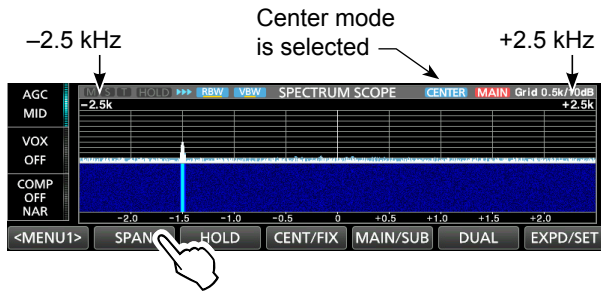 Center mode
is selected
–2.5 kHz
+2.5 kHz
AGC
MID
HOLD ▸▸▸ RBW VBW SPECTRUM SCOPE CENTER MAIN Grid 0.5k/10dB
−2.5k +2.5k
VOX
OFF
COMP
OFF
NAR
−2.0 −1.5 −1.0 −0.5 0 +0.5 +1.0 +1.5 +2.0
<MENU1> SPAN HOLD CENT/FIX MAIN/SUB DUAL EXPD/SET